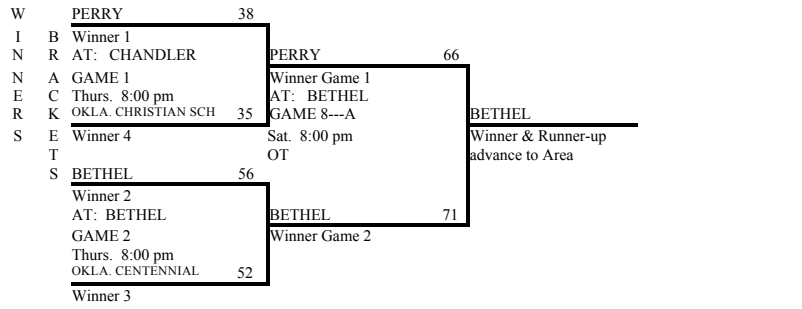 WINNERS
BRACKETS
PERRY 38
Winner 1
AT: CHANDLER
GAME 1
Thurs. 8:00 pm
OKLA. CHRISTIAN SCH 35
Winner 4
BETHEL 56
Winner 2
AT: BETHEL
GAME 2
Thurs. 8:00 pm
OKLA. CENTENNIAL 52
Winner 3
PERRY 66
Winner Game 1
AT: BETHEL
GAME 8---A
Sat. 8:00 pm
OT
BETHEL 71
Winner Game 2
BETHEL
Winner & Runner-up
advance to Area